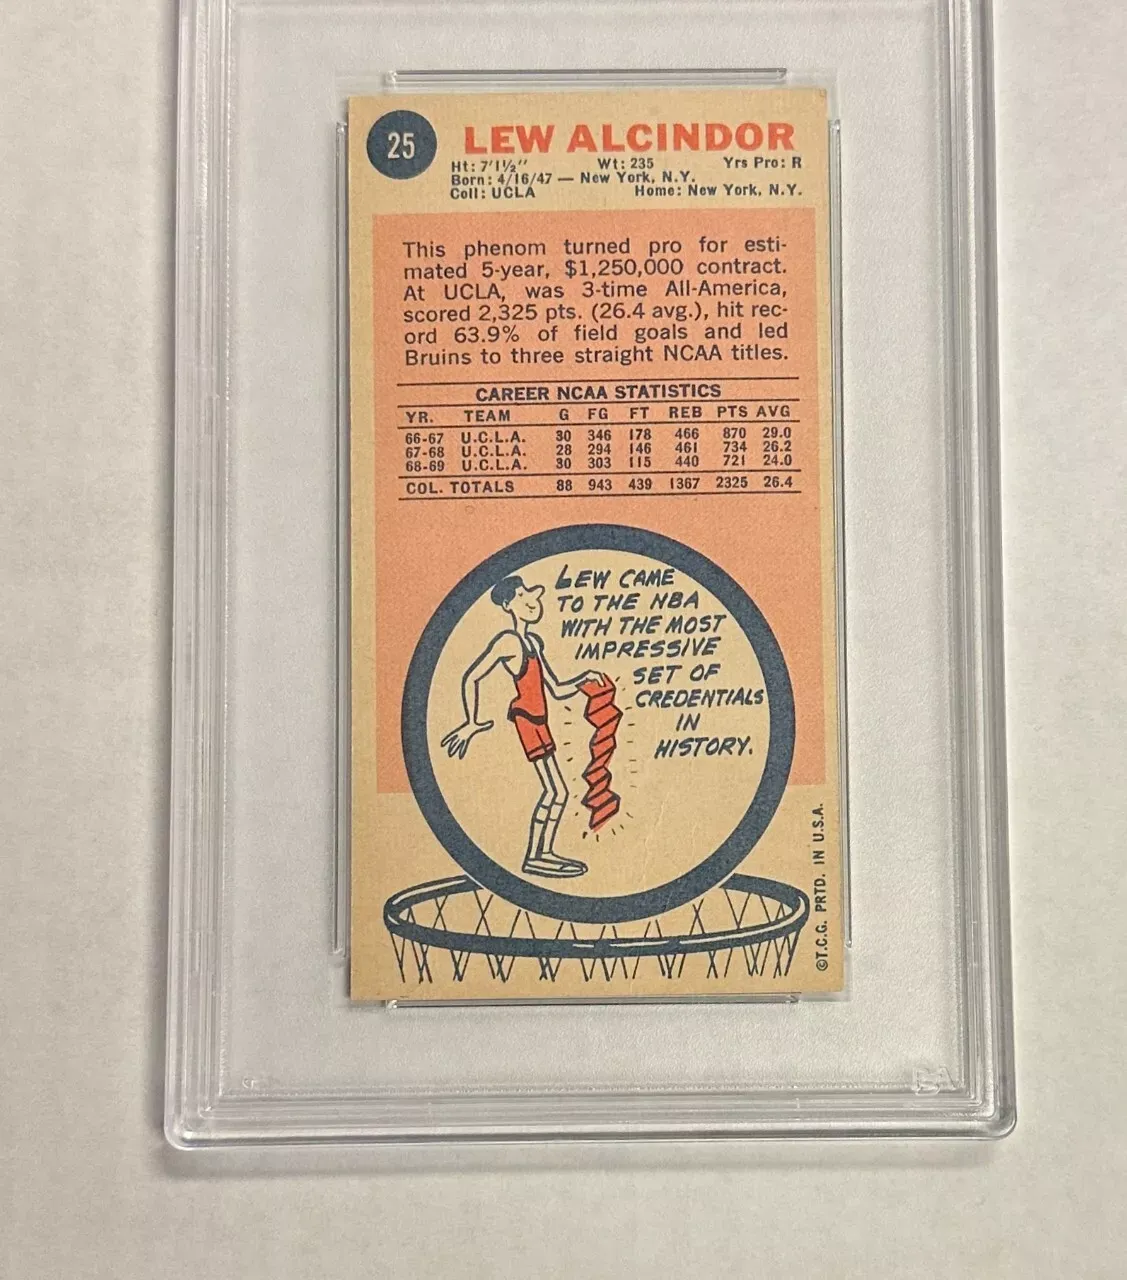 25
LEW ALCINDOR
Ht: 7'1½" Wt: 235 Yrs Pro: R
Born: 4/16/47 — New York, N.Y.
Coll: UCLA Home: New York, N.Y.
This phenom turned pro for esti-
mated 5-year, $1,250,000 contract.
At UCLA, was 3-time All-America,
scored 2,325 pts. (26.4 avg.), hit rec-
ord 63.9% of field goals and led
Bruins to three straight NCAA titles.
CAREER NCAA STATISTICS
YR. TEAM G FG FT REB PTS AVG
66-67 U.C.L.A. 30 346 178 466 870 29.0
67-68 U.C.L.A. 28 294 146 461 734 26.2
68-69 U.C.L.A. 30 303 115 440 721 24.0
COL. TOTALS 88 943 439 1367 2325 26.4
LEW CAME
TO THE NBA
WITH THE MOST
IMPRESSIVE
SET OF
CREDENTIALS
IN
HISTORY.
©T.C.G. PRTD. IN U.S.A.